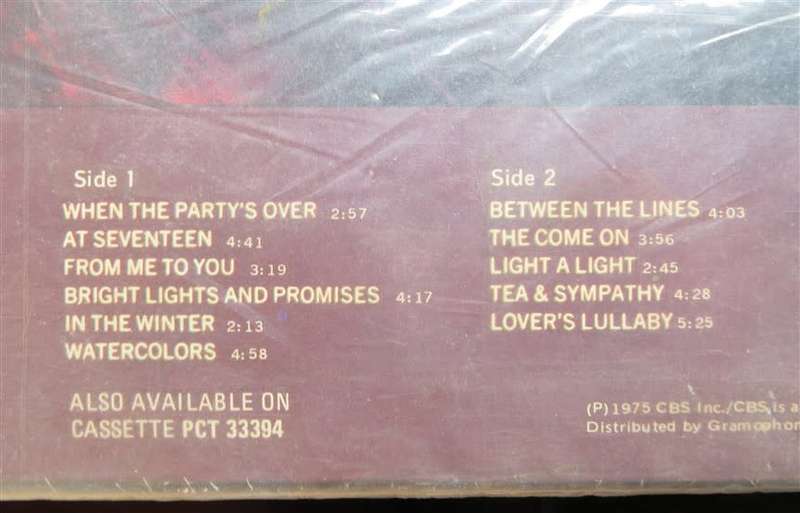 Side 1
WHEN THE PARTY'S OVER 2:57
AT SEVENTEEN 4:41
FROM ME TO YOU 3:19
BRIGHT LIGHTS AND PROMISES 4:17
IN THE WINTER 2:13
WATERCOLORS 4:58
ALSO AVAILABLE ON
CASSETTE PCT 33394
Side 2
BETWEEN THE LINES 4:03
THE COME ON 3:56
LIGHT A LIGHT 2:45
TEA & SYMPATHY 4:28
LOVER'S LULLABY 5:25
(P) 1975 CBS Inc./CBS is a
Distributed by Gramophon